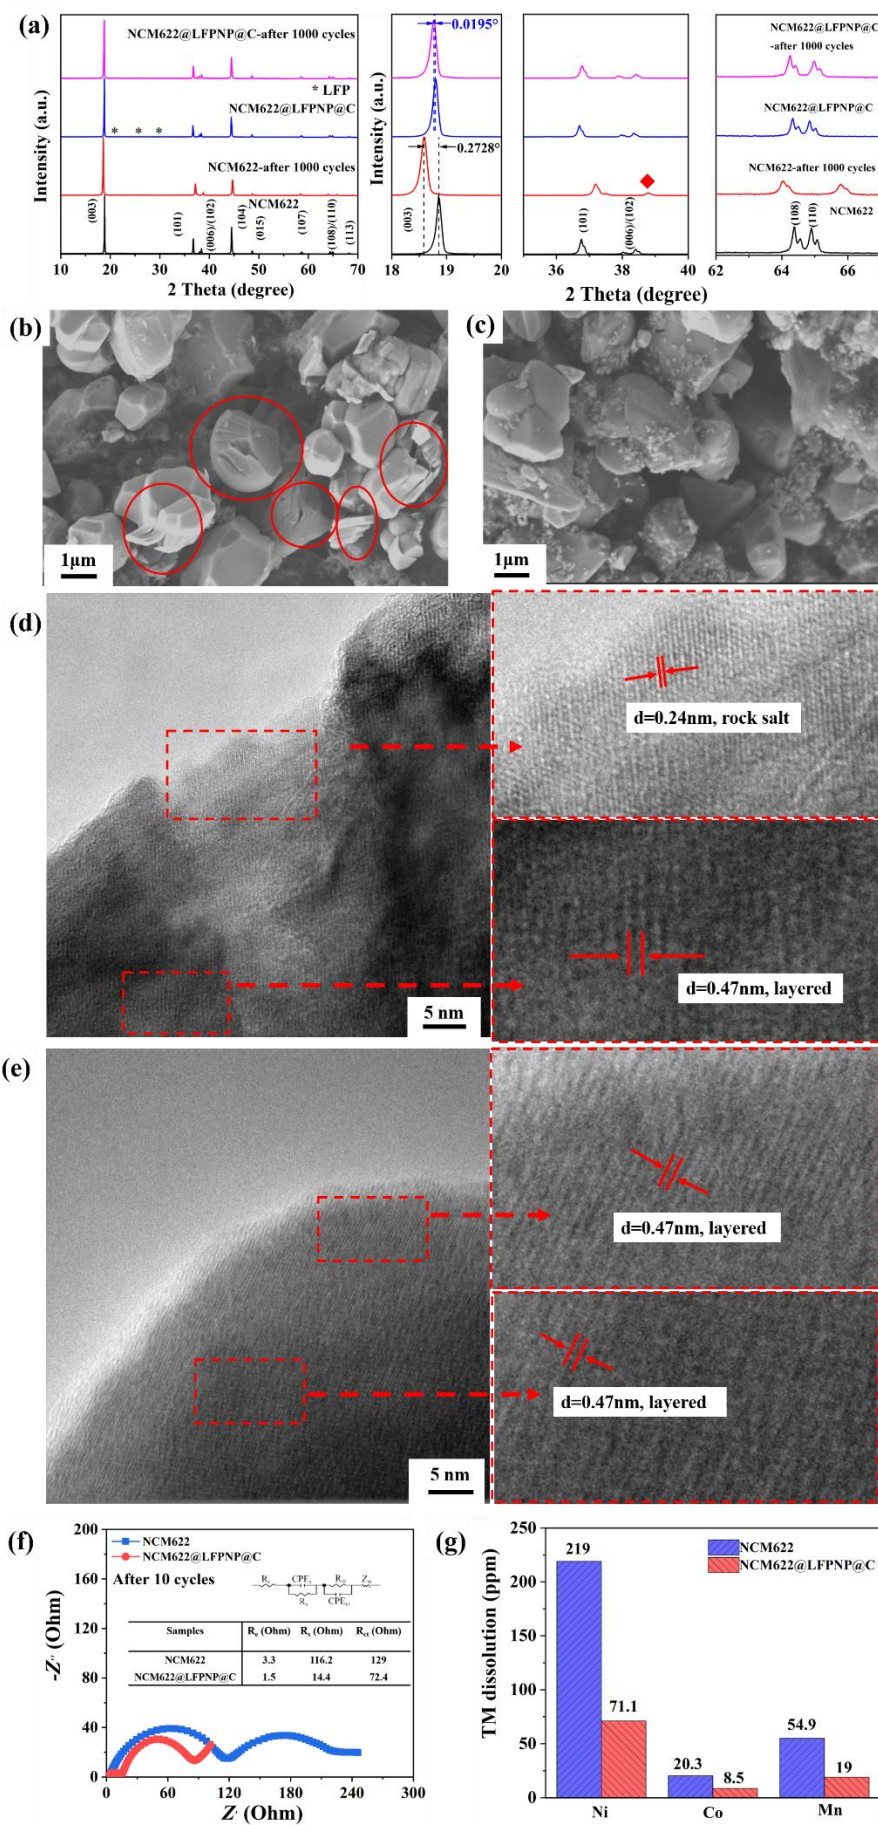 (a)
Intensity (a.u.)
NCM622@LFPNP@C-after 1000 cycles
* LFP
NCM622@LFPNP@C
* * *
NCM622-after 1000 cycles
NCM622
(003)
(101)
(006)/(102)
(104)
(015)
(107)
(108)/(110)
(113)
10 20 30 40 50 60 70
2 Theta (degree)
Intensity (a.u.)
0.0195°
0.2728°
(003)
18 19 20
(101)
(006)/(102)
36 38 40
2 Theta (degree)
NCM622@LFPNP@C
-after 1000 cycles
NCM622@LFPNP@C
NCM622-after 1000 cycles
NCM622
(108)
(110)
62 64 66
(b)
1μm
(c)
1μm
(d)
d=0.24nm, rock salt
d=0.47nm, layered
5 nm
(e)
d=0.47nm, layered
d=0.47nm, layered
5 nm
(f)
-Z'' (Ohm)
200
160
120
80
40
0
NCM622
NCM622@LFPNP@C
After 10 cycles
CPE
Samples Re (Ohm) Rs (Ohm) Rct (Ohm)
NCM622 3.3 116.2 129
NCM622@LFPNP@C 1.5 14.4 72.4
0 60 120 180 240 300
Z' (Ohm)
(g)
TM dissolution (ppm)
250
200
150
100
50
0
NCM622
NCM622@LFPNP@C
219
71.1
20.3
8.5
54.9
19
Ni Co Mn